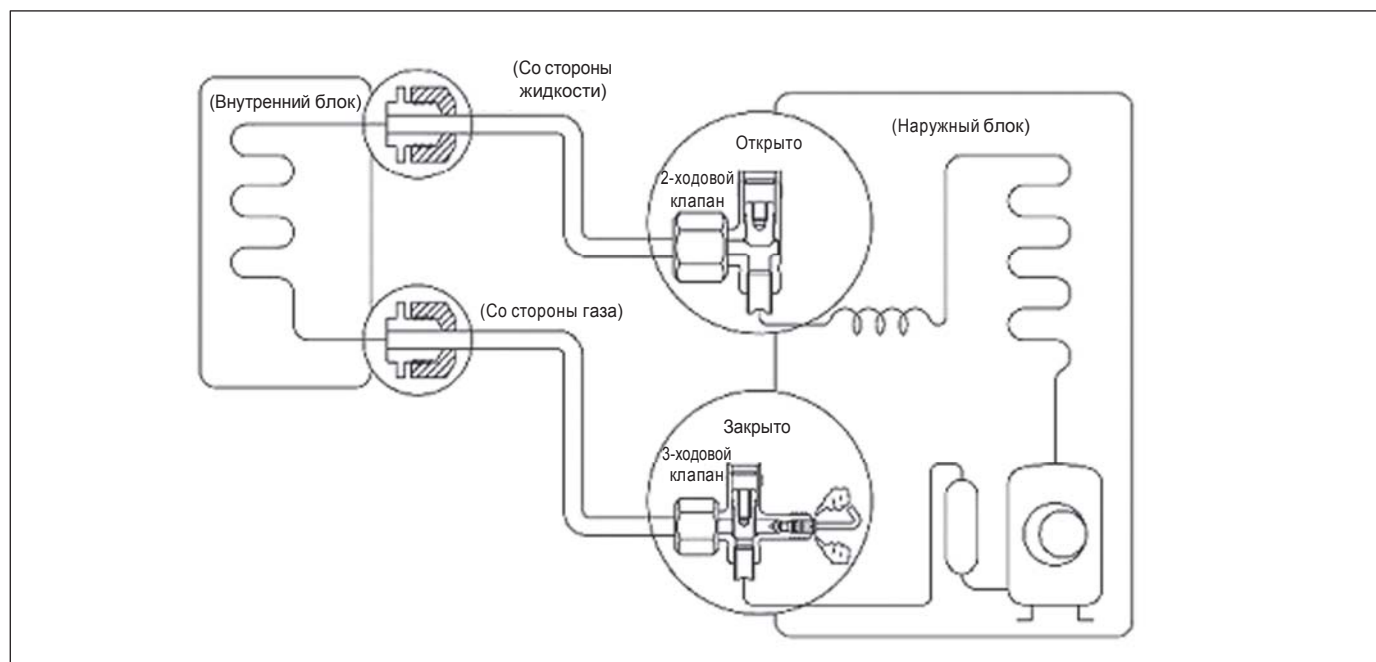 (Со стороны
жидкости)
(Внутренний блок)
(Наружный блок)
Открыто
2-ходовой
клапан
(Со стороны газа)
Закрыто
3-ходовой
клапан